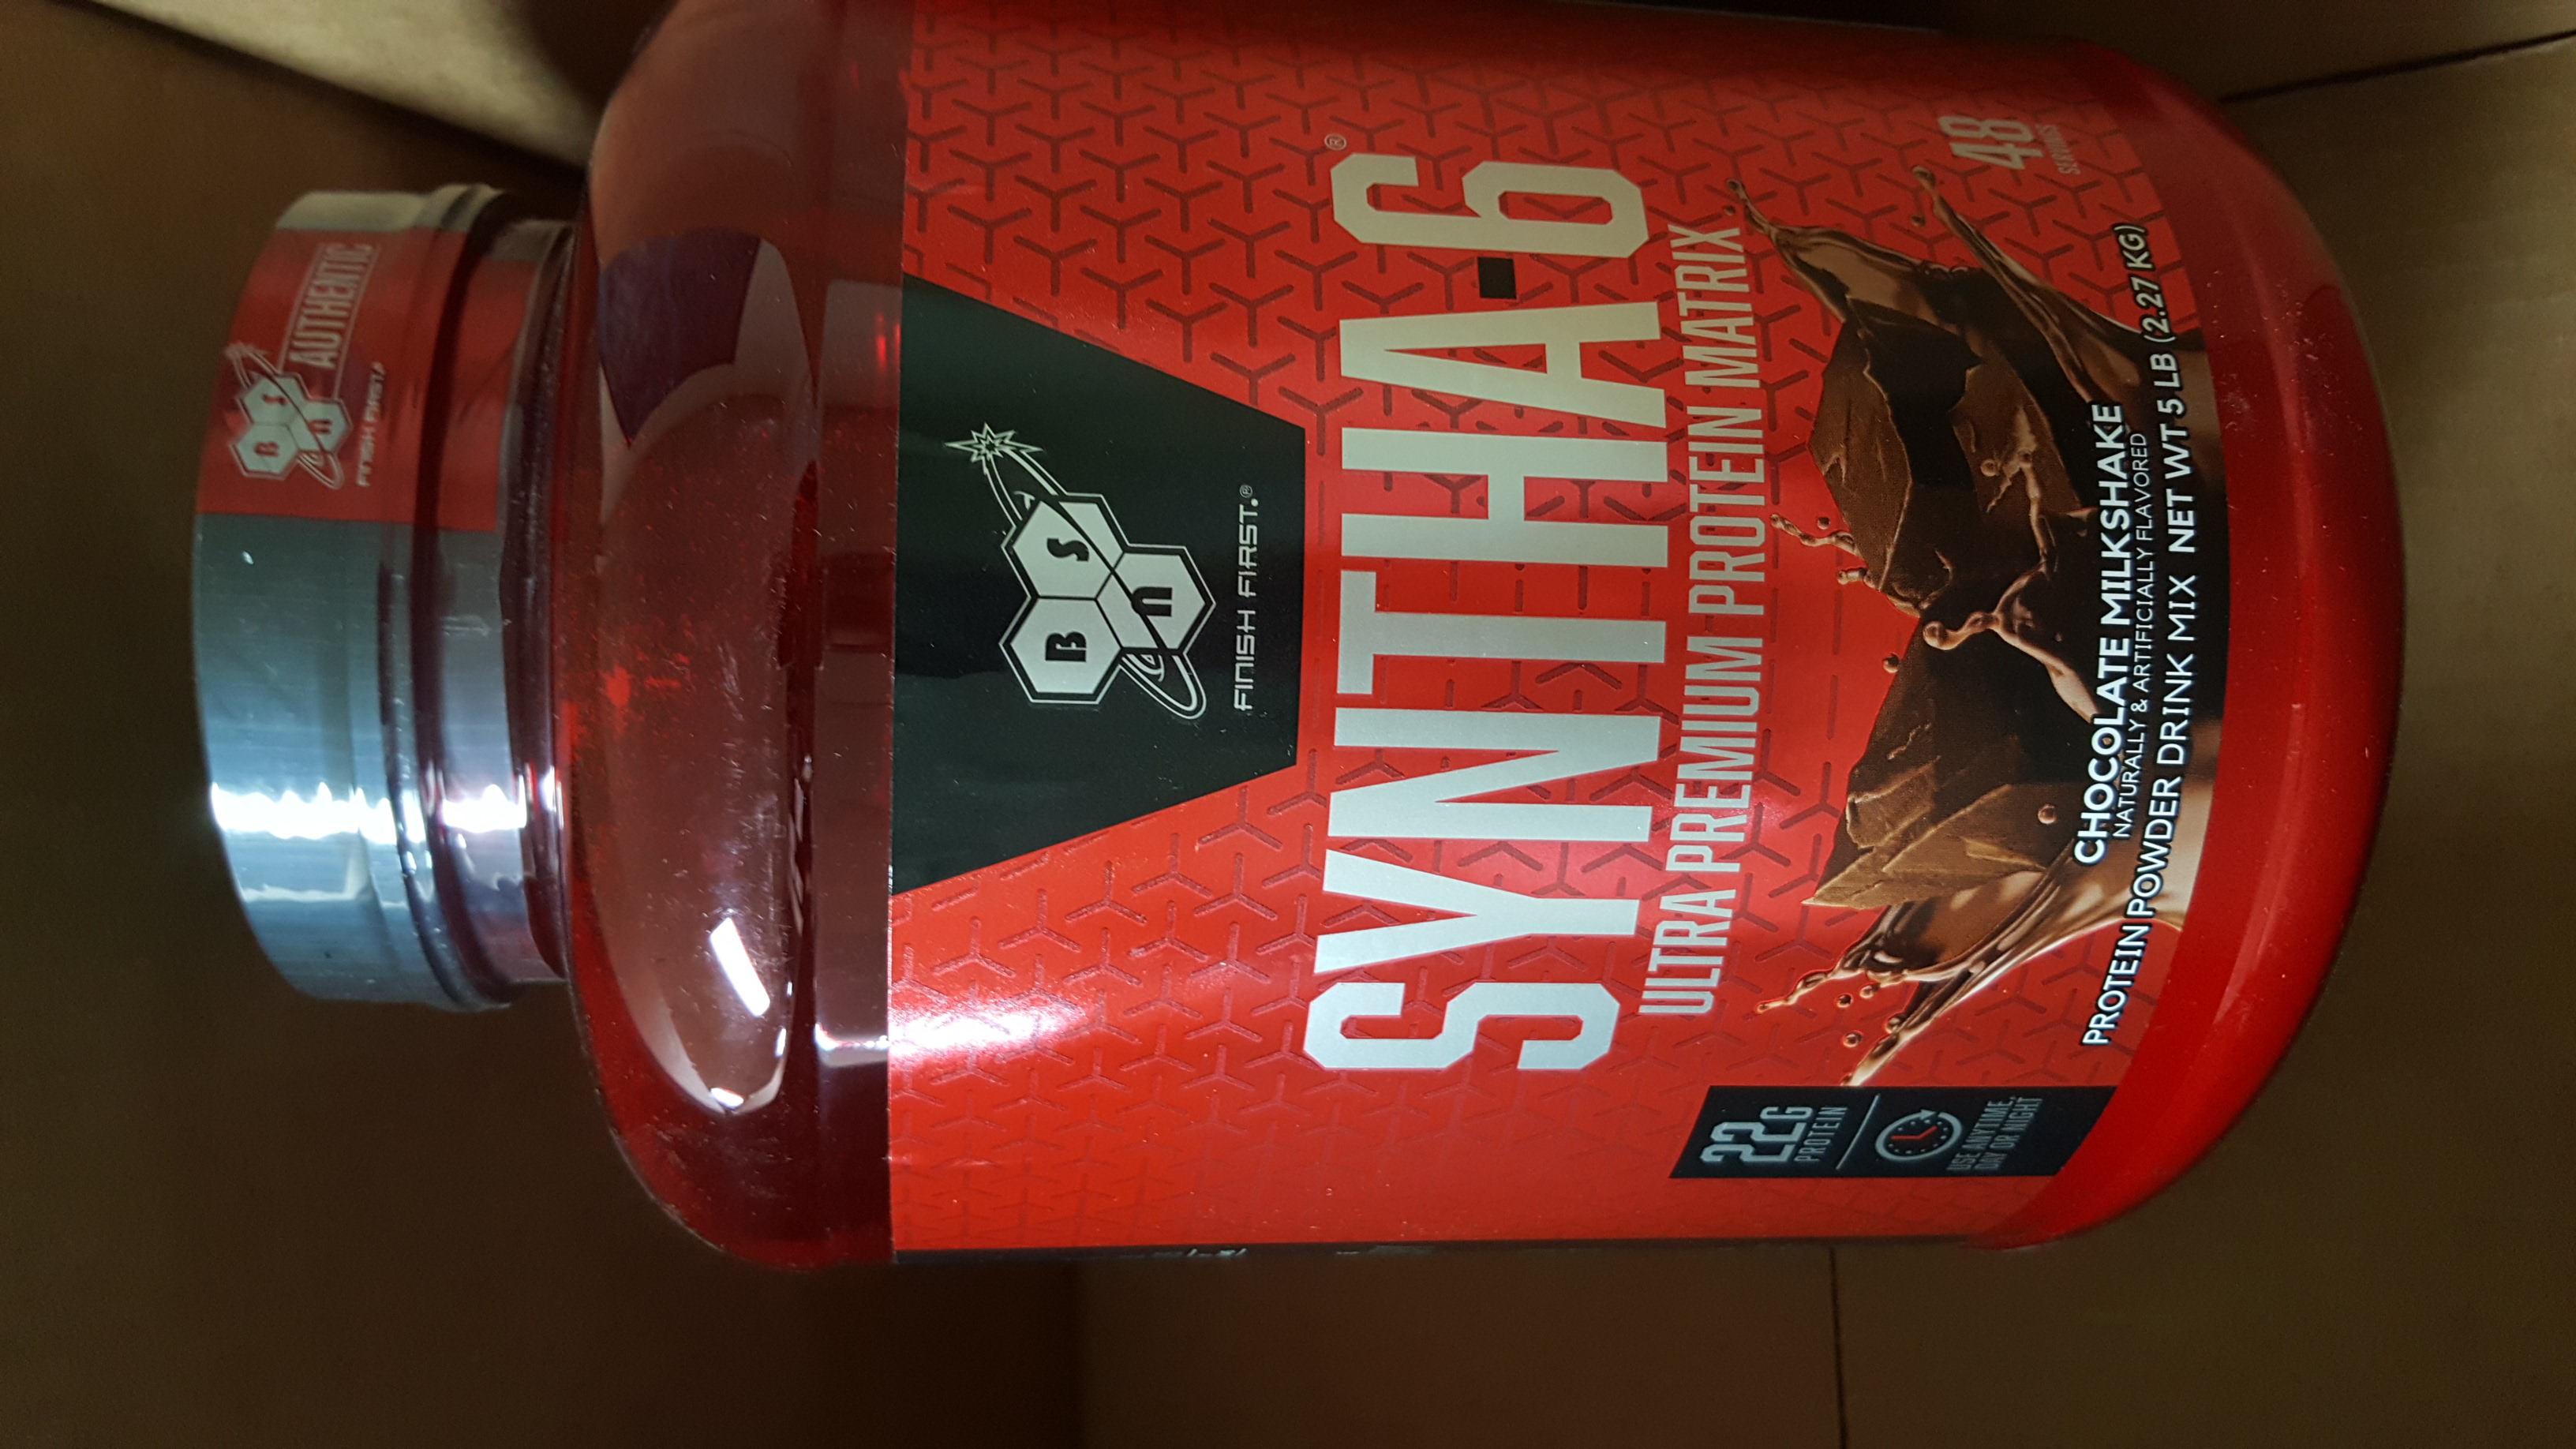 BSN AUTHENTIC
FINISH FIRST.
BSN
FINISH FIRST.®
SYNTHA-6®
ULTRA PREMIUM PROTEIN MATRIX
22G
PROTEIN
USE ANYTIME,
DAY OR NIGHT
48
SERVINGS
CHOCOLATE MILKSHAKE
NATURALLY & ARTIFICIALLY FLAVORED
PROTEIN POWDER DRINK MIX NET WT 5 LB (2.27 KG)